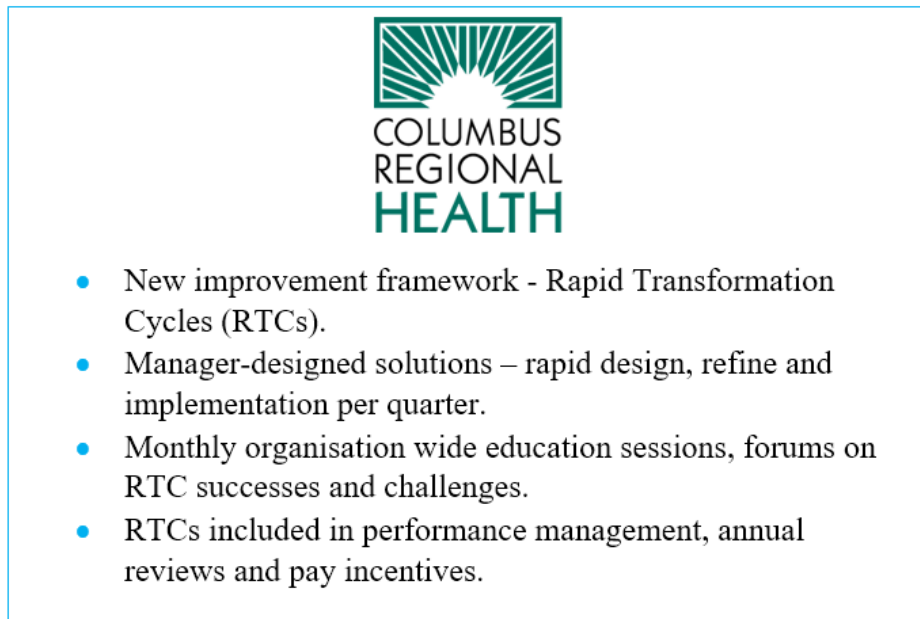 COLUMBUS
REGIONAL
HEALTH
● New improvement framework - Rapid Transformation
Cycles (RTCs).
● Manager-designed solutions – rapid design, refine and
implementation per quarter.
● Monthly organisation wide education sessions, forums on
RTC successes and challenges.
● RTCs included in performance management, annual
reviews and pay incentives.